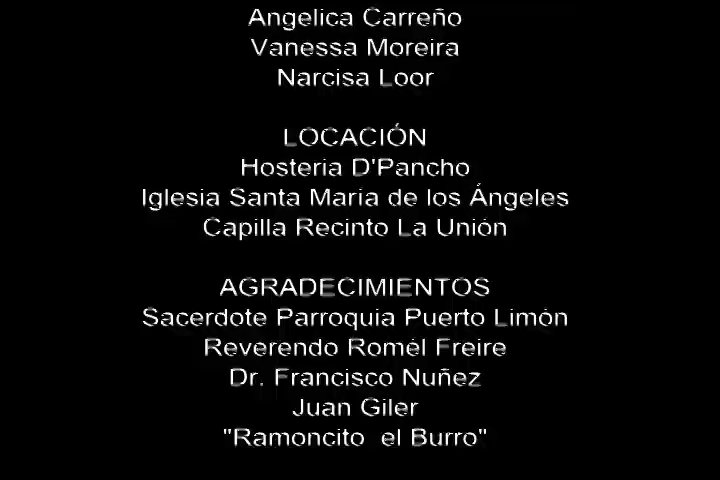 Angelica Carreño
Vanessa Moreira
Narcisa Loor
LOCACIÓN
Hosteria D'Pancho
Iglesia Santa Maria de los Ángeles
Capilla Recinto La Unión
AGRADECIMIENTOS
Sacerdote Parroquia Puerto Limón
Reverendo Romél Freire
Dr. Francisco Nuñez
Juan Giler
"Ramoncito  el Burro"